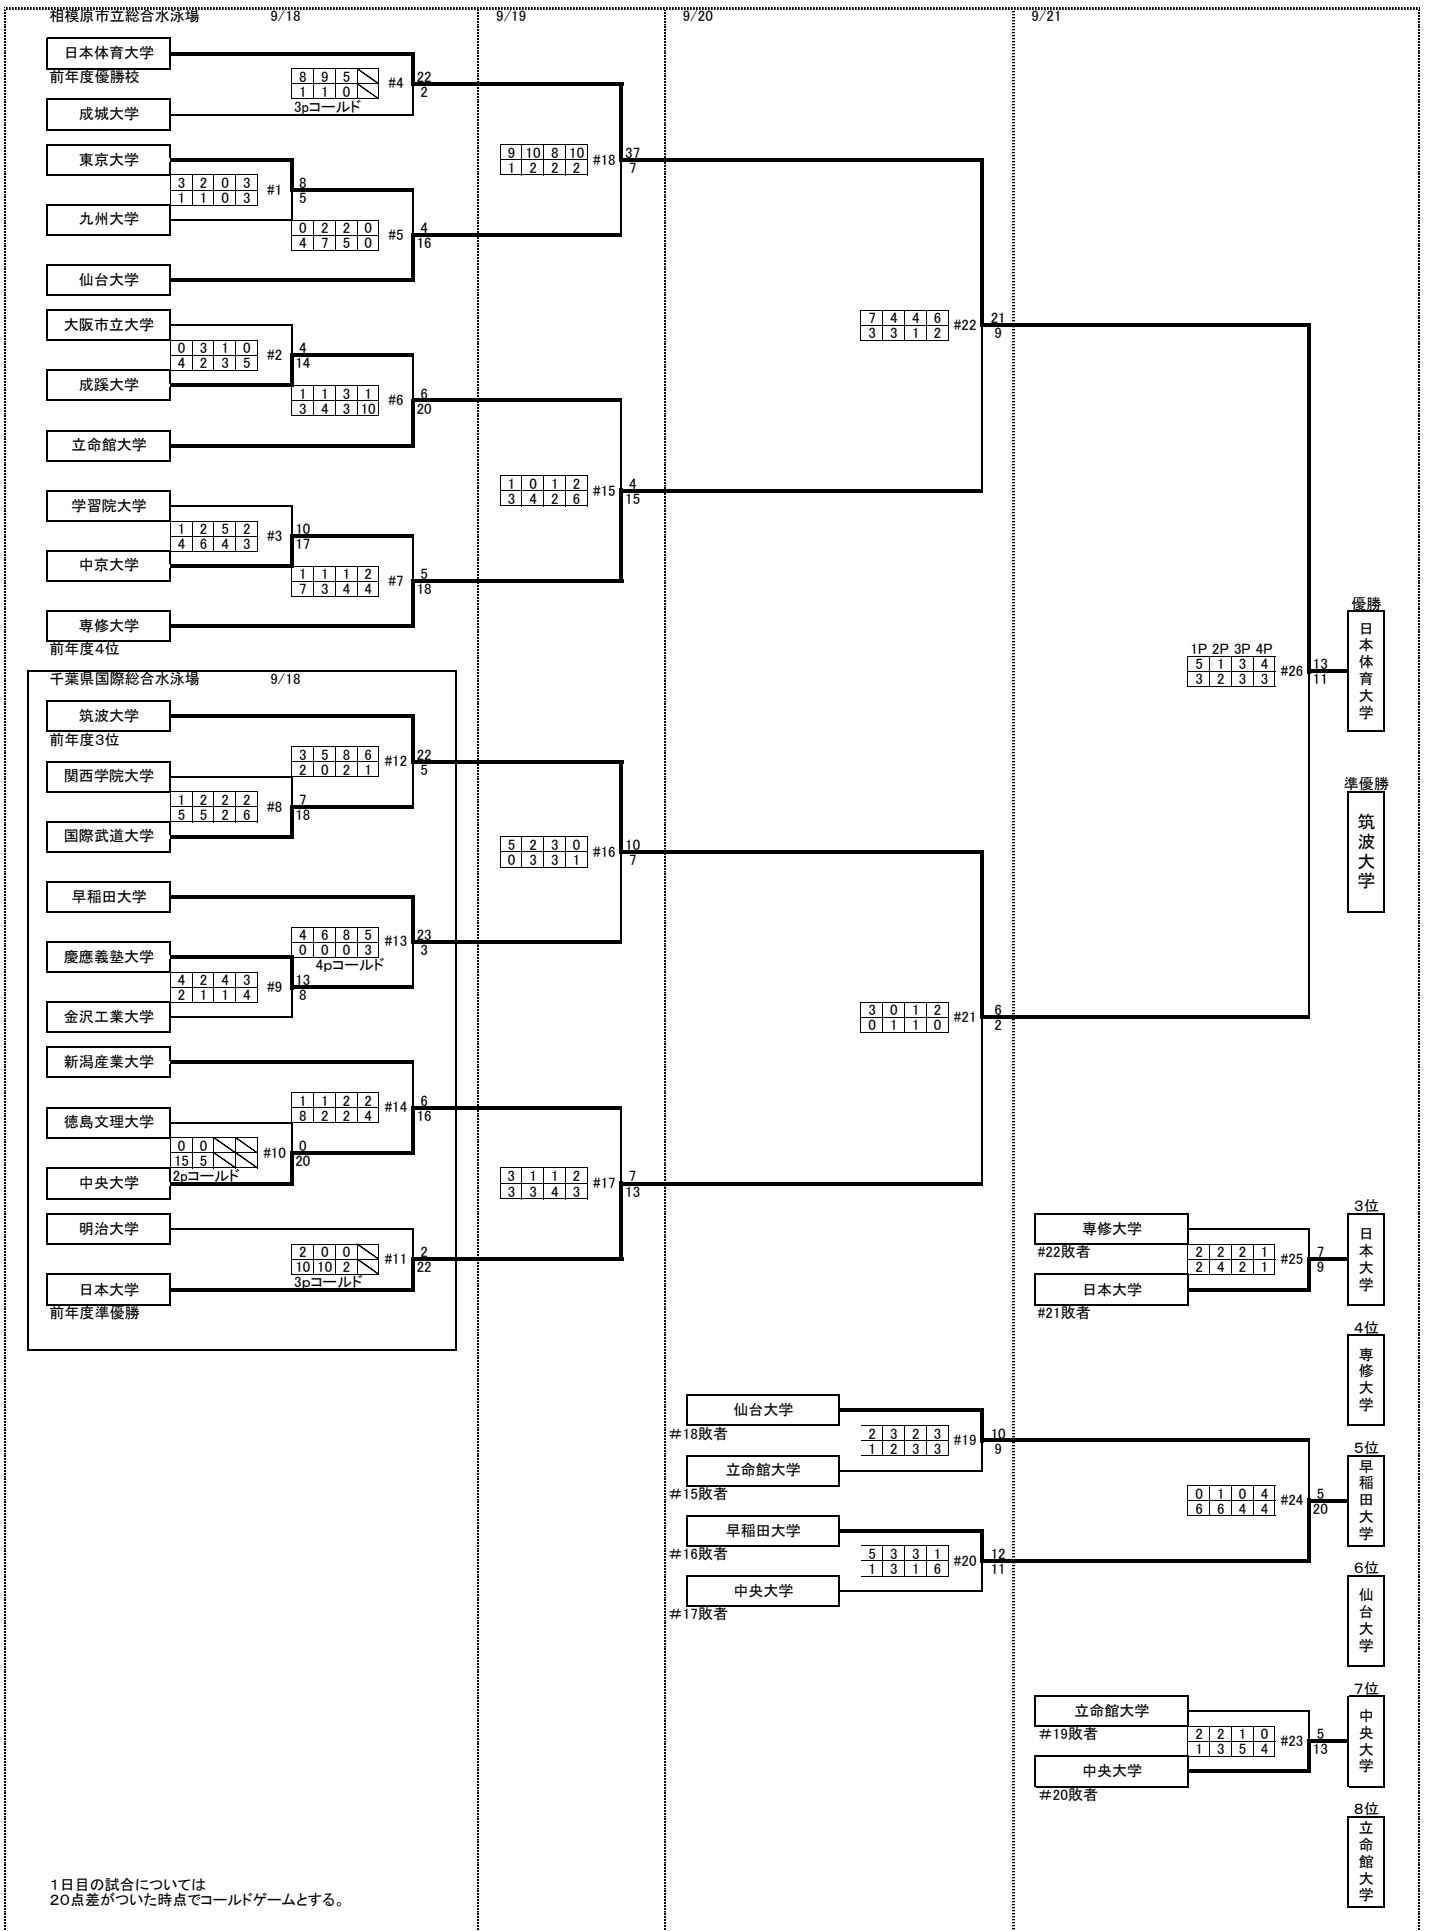 相模原市立総合水泳場 9/18 9/19 9/20 9/21
日本体育大学
前年度優勝校
8 9 5 #4 22
1 1 0 2
3pコールド
成城大学
東京大学
9 10 8 10 #18 37
1 2 2 2 7
3 2 0 3 #1 8
1 1 0 3 5
九州大学
0 2 2 0 #5 4
4 7 5 0 16
仙台大学
大阪市立大学
7 4 4 6 #22 21
3 3 1 2 9
0 3 1 0 #2 4
4 2 3 5 14
成蹊大学
1 1 3 1 #6 6
3 4 3 10 20
立命館大学
1 0 1 2 #15 4
3 4 2 6 15
学習院大学
1 2 5 2 #3 10
4 6 4 3 17
中京大学
1 1 1 2 #7 5
7 3 4 4 18
専修大学
前年度4位
優勝
日本体育大学
1P 2P 3P 4P
5 1 3 4 #26 13
3 2 3 3 11
千葉県国際総合水泳場 9/18
筑波大学
前年度3位
3 5 8 6 #12 22
2 0 2 1 5
関西学院大学
準優勝
筑波大学
1 2 2 2 #8 7
5 5 2 6 18
国際武道大学
5 2 3 0 #16 10
0 3 3 1 7
早稲田大学
4 6 8 5 #13 23
0 0 0 3 3
4pコールド
慶應義塾大学
4 2 4 3 #9 13
2 1 1 4 8
金沢工業大学
3 0 1 2 #21 6
0 1 1 0 2
新潟産業大学
1 1 2 2 #14 6
8 2 2 4 16
徳島文理大学
0 0 #10 0
15 5 20
2pコールド
中央大学
3 1 1 2 #17 7
3 3 4 3 13
明治大学
2 0 0 #11 2
10 10 2 22
3pコールド
日本大学
前年度準優勝
3位
日本大学
専修大学
#22敗者
2 2 2 1 #25 7
2 4 2 1 9
日本大学
#21敗者
4位
専修大学
仙台大学
#18敗者
2 3 2 3 #19 10
1 2 3 3 9
立命館大学
#15敗者
5位
早稲田大学
0 1 0 4 #24 5
6 6 4 4 20
早稲田大学
#16敗者
5 3 3 1 #20 12
1 3 1 6 11
中央大学
#17敗者
6位
仙台大学
7位
中央大学
立命館大学
#19敗者
2 2 1 0 #23 5
1 3 5 4 13
中央大学
#20敗者
8位
立命館大学
1日目の試合については
20点差がついた時点でコールドゲームとする。